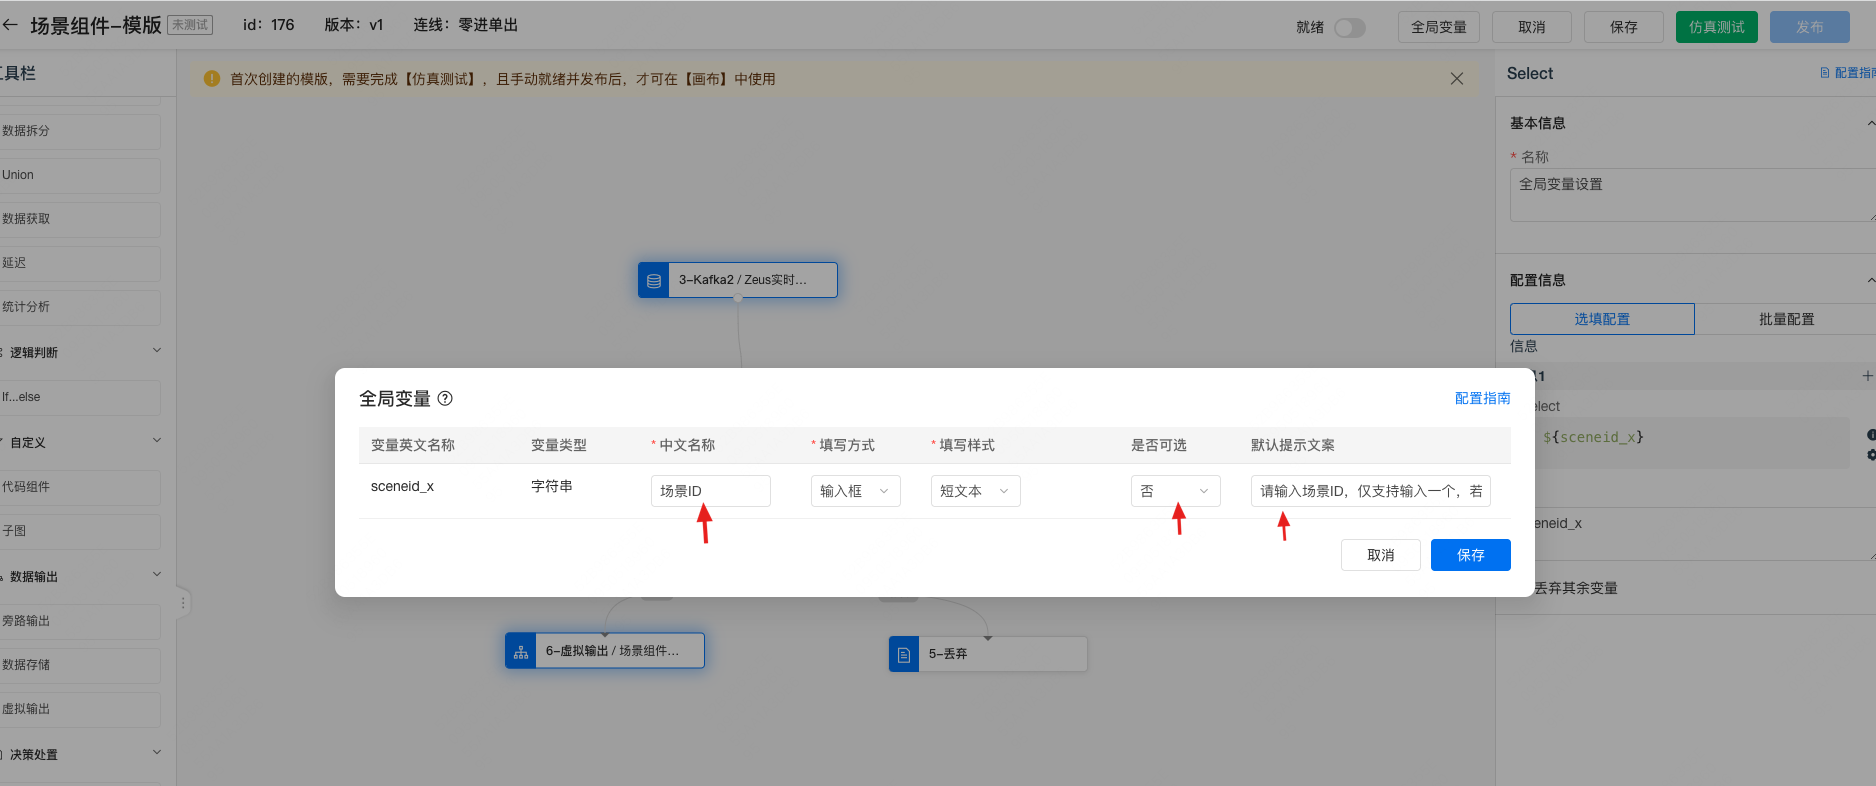 场景组件-模版 未测试 id：176 版本：v1 连线：零进单出 就绪 全局变量 取消 保存 仿真测试 发布
工具栏
首次创建的模版，需要完成【仿真测试】，且手动就绪并发布后，才可在【画布】中使用
Select
配置指南
数据拆分
Union
数据获取
延迟
统计分析
逻辑判断
If...else
自定义
代码组件
子图
数据输出
旁路输出
数据存储
虚拟输出
决策处置
3-Kafka2 / Zeus实时...
全局变量
配置指南
变量英文名称 变量类型 * 中文名称 * 填写方式 * 填写样式 是否可选 默认提示文案
sceneid_x 字符串 场景ID 输入框 短文本 否 请输入场景ID，仅支持输入一个，若
取消 保存
6-虚拟输出 / 场景组件...
5-丢弃
基本信息
* 名称
全局变量设置
配置信息
选填配置 批量配置
信息
1
elect
${sceneid_x}
eneid_x
丢弃其余变量